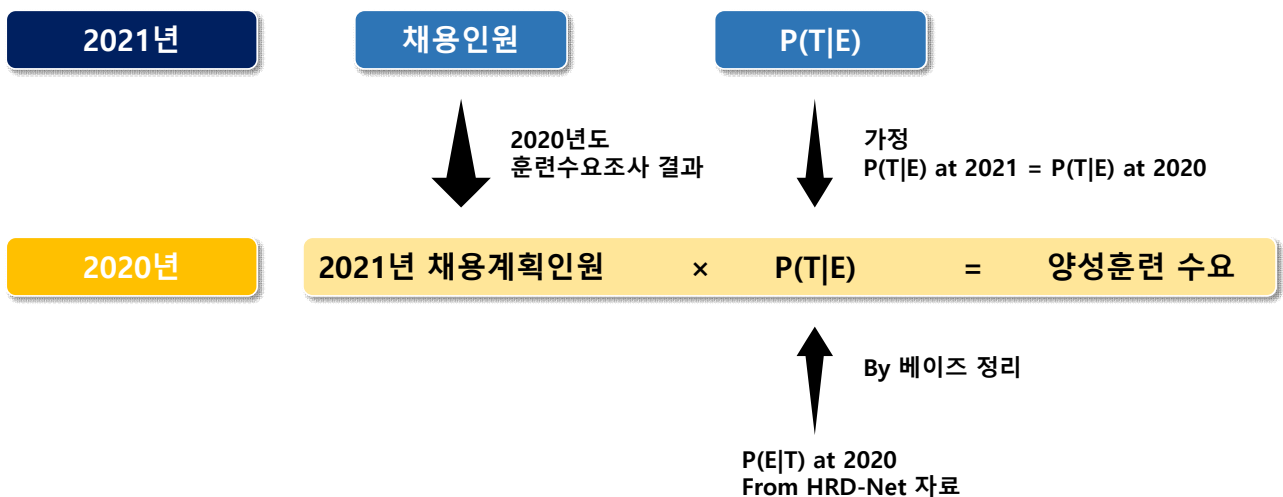 2021년
채용인원
P(T|E)
2020년도
훈련수요조사 결과
가정
P(T|E) at 2021 = P(T|E) at 2020
2020년
2021년 채용계획인원 × P(T|E) = 양성훈련 수요
By 베이즈 정리
P(E|T) at 2020
From HRD-Net 자료